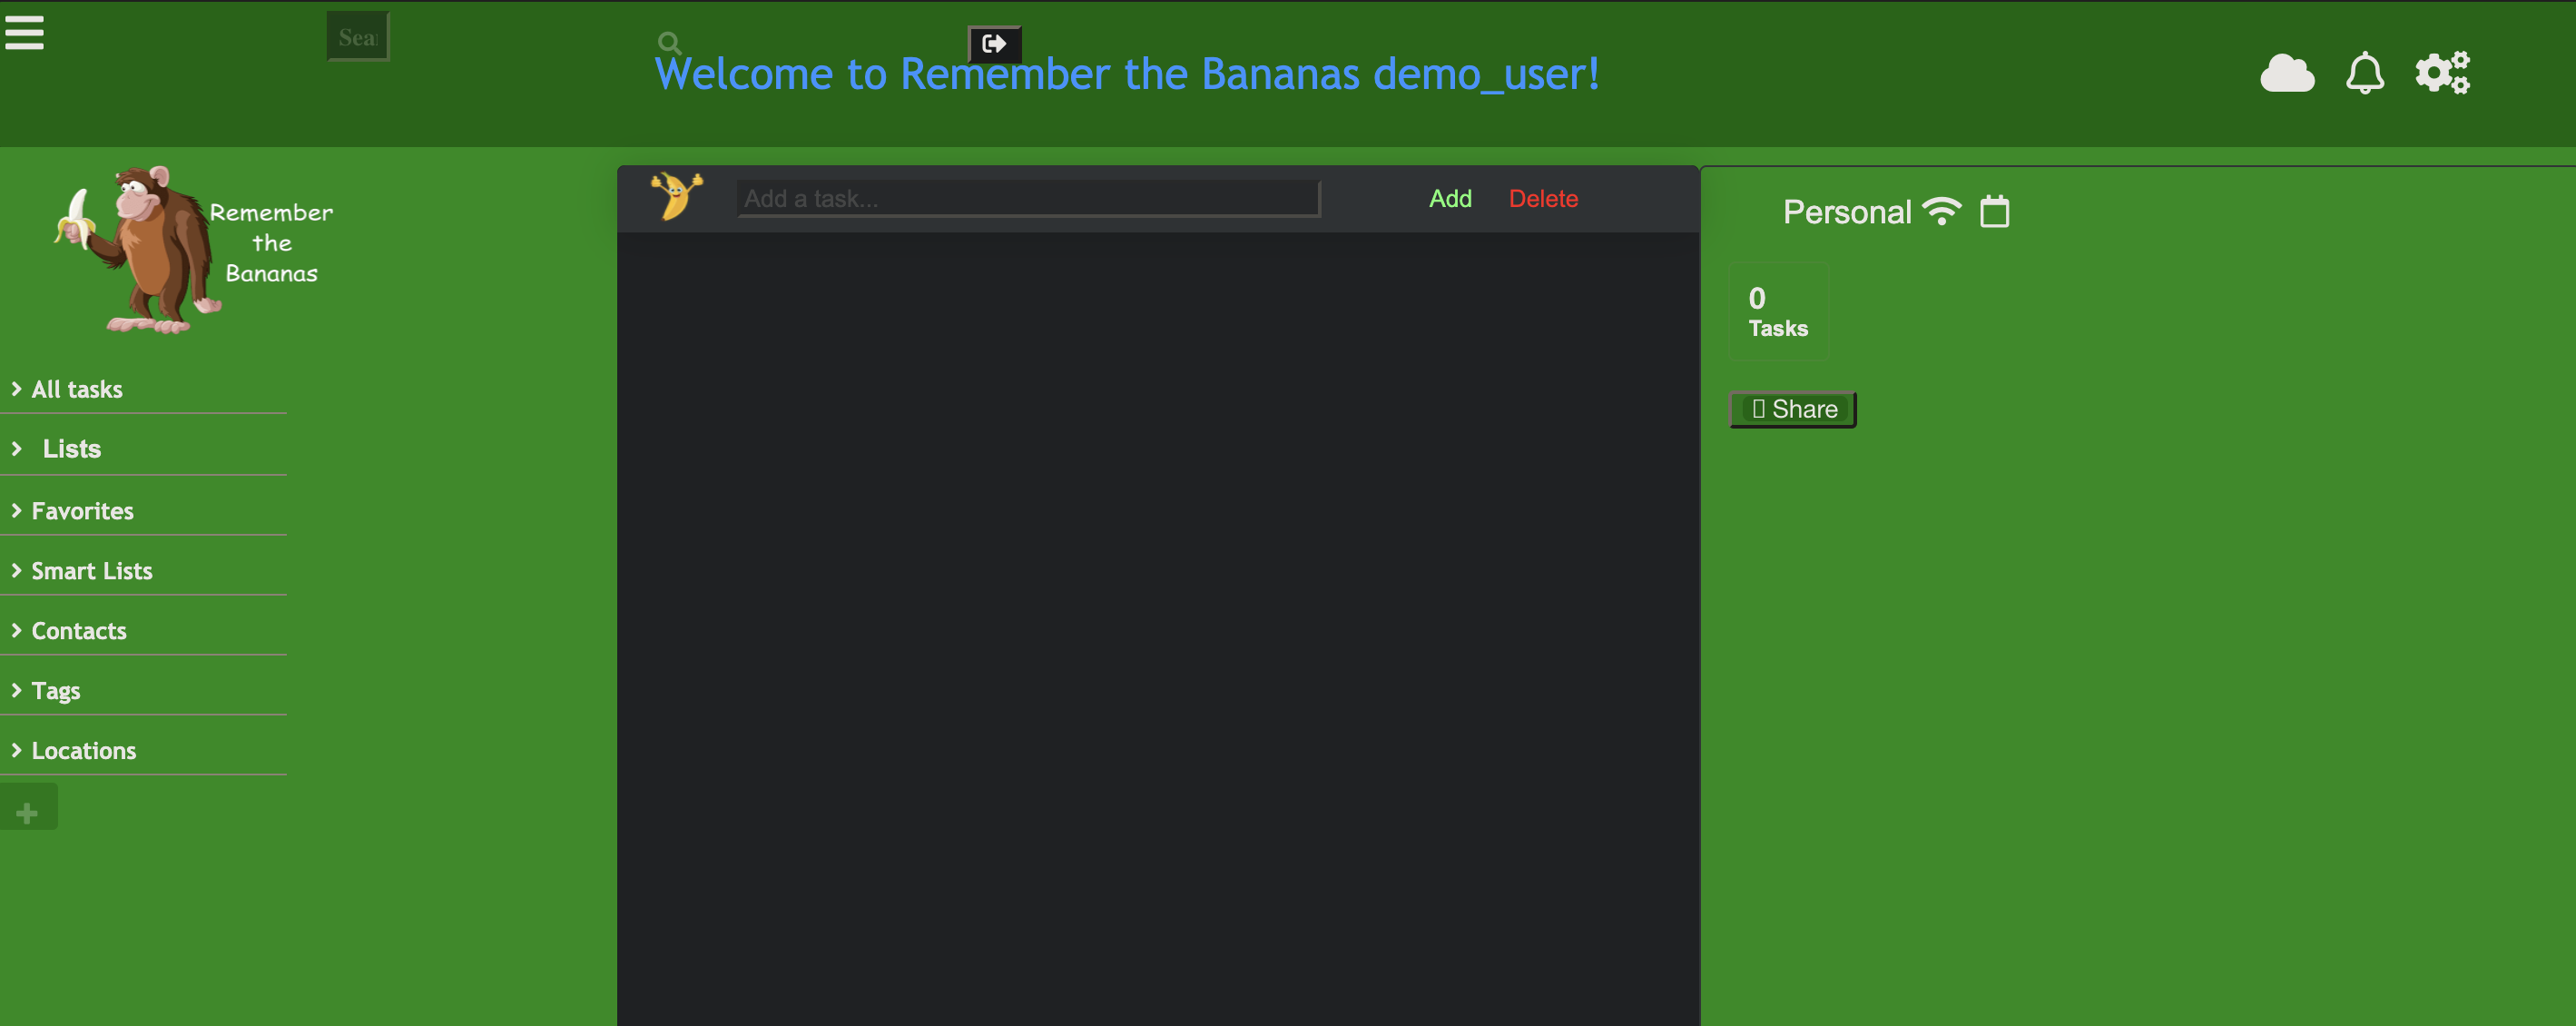 Sea
Welcome to Remember the Bananas demo_user!
Remember
the
Bananas
All tasks
Lists
Favorites
Smart Lists
Contacts
Tags
Locations
Add a task...
Add
Delete
Personal
0
Tasks
Share